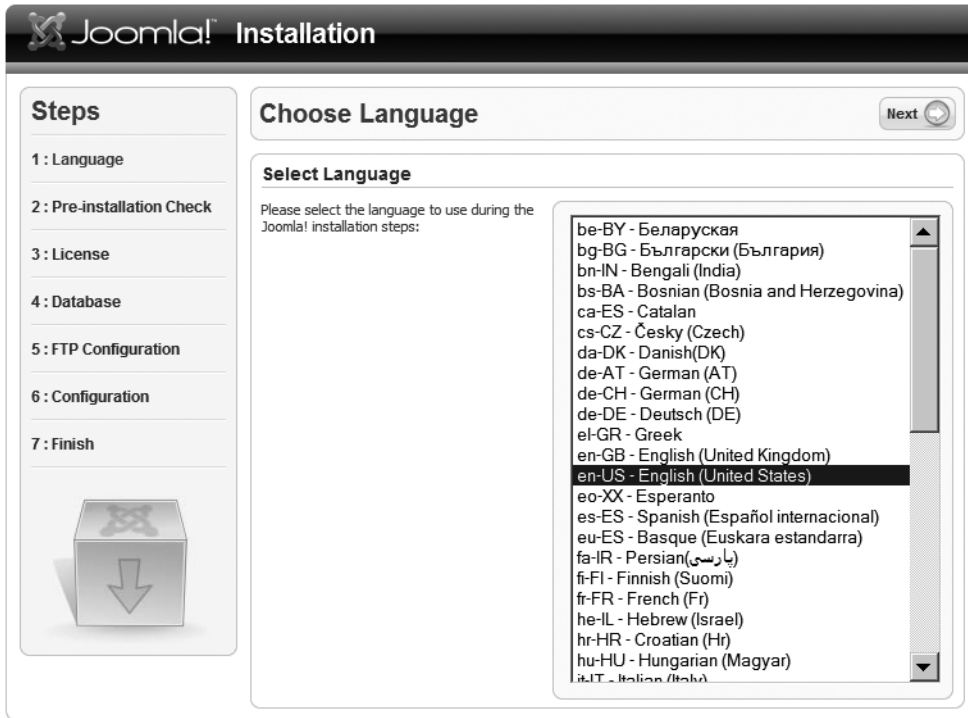 Joomla!™ Installation
Steps
1 : Language
2 : Pre-installation Check
3 : License
4 : Database
5 : FTP Configuration
6 : Configuration
7 : Finish
Choose Language
Next
Select Language
Please select the language to use during the
Joomla! installation steps:
be-BY - Беларуская
bg-BG - Български (България)
bn-IN - Bengali (India)
bs-BA - Bosnian (Bosnia and Herzegovina)
ca-ES - Catalan
cs-CZ - Česky (Czech)
da-DK - Danish(DK)
de-AT - German (AT)
de-CH - German (CH)
de-DE - Deutsch (DE)
el-GR - Greek
en-GB - English (United Kingdom)
en-US - English (United States)
eo-XX - Esperanto
es-ES - Spanish (Español internacional)
eu-ES - Basque (Euskara estandarra)
fa-IR - Persian(پارسی)
fi-FI - Finnish (Suomi)
fr-FR - French (Fr)
he-IL - Hebrew (Israel)
hr-HR - Croatian (Hr)
hu-HU - Hungarian (Magyar)
it-IT - Italian (Italy)